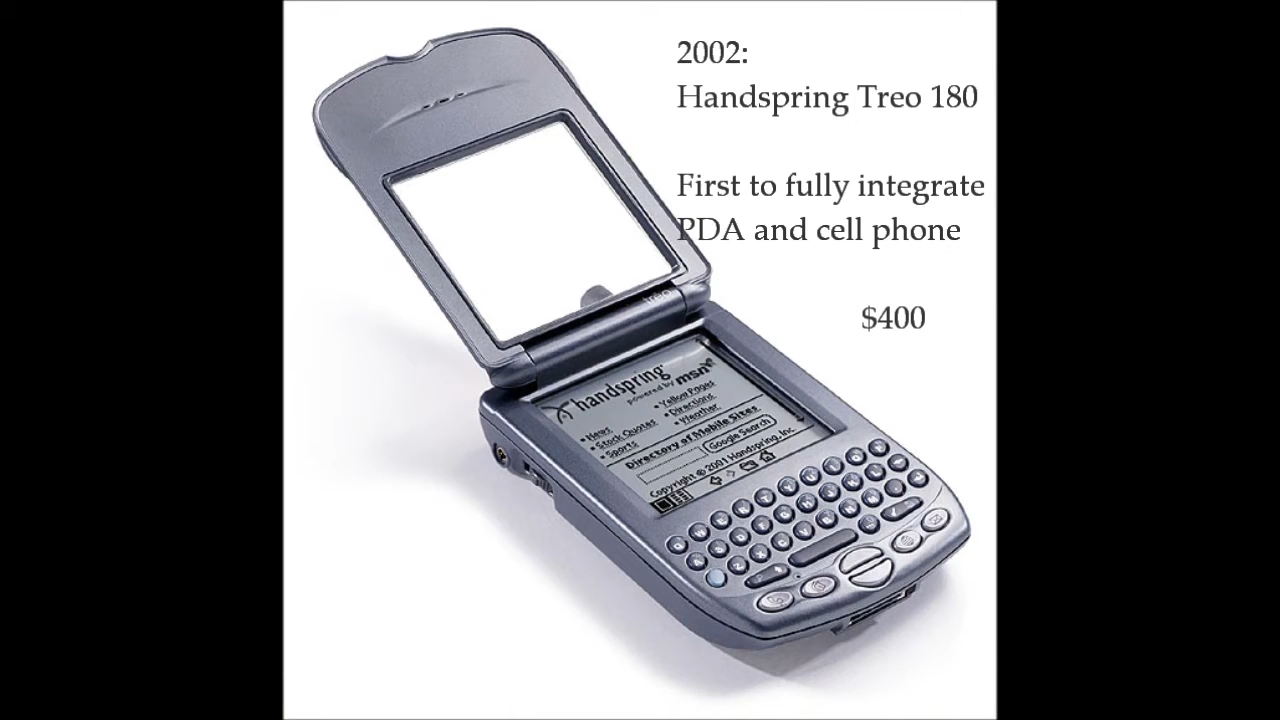 2002:
Handspring Treo 180
First to fully integrate
PDA and cell phone
$400
treo
handspring
powered by msn
• News
• Stock Quotes
• Sports
• Yellow Pages
• Directions
• Weather
Directory of Mobile Sites
Google Search
Copyright © 2001 Handspring, Inc.